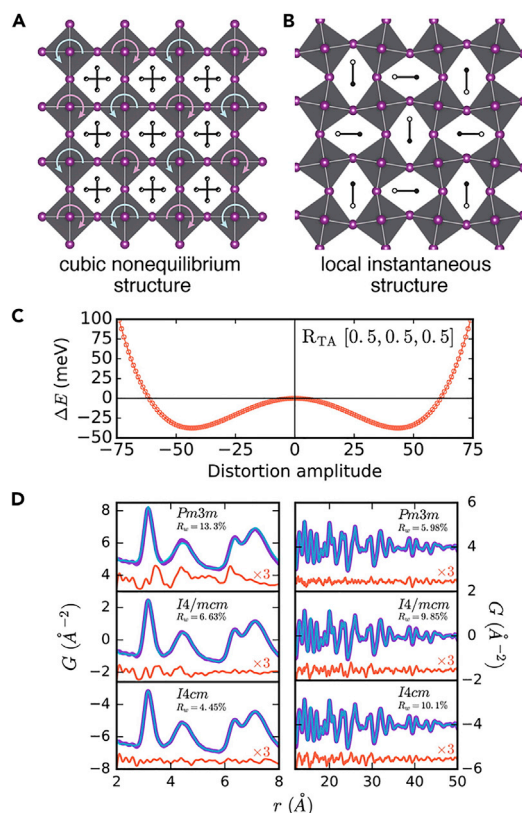 A
B
cubic nonequilibrium
structure
local instantaneous
structure
C
R_TA [0.5, 0.5, 0.5]
ΔE (meV)
100
75
50
25
0
−25
−50
−75 −50 −25 0 25 50 75
Distortion amplitude
D
8
6
4
Pm3m
R_w = 13.3%
×3
Pm3m
R_w = 5.98%
×3
6
4
2
2
0
−2
I4/mcm
R_w = 6.63%
×3
I4/mcm
R_w = 9.85%
×3
0
−2
−4
−6
−8
I4cm
R_w = 4.45%
×3
I4cm
R_w = 10.1%
×3
−4
−6
G (Å⁻²)
G (Å⁻²)
2 4 6 8
10 20 30 40 50
r (Å)